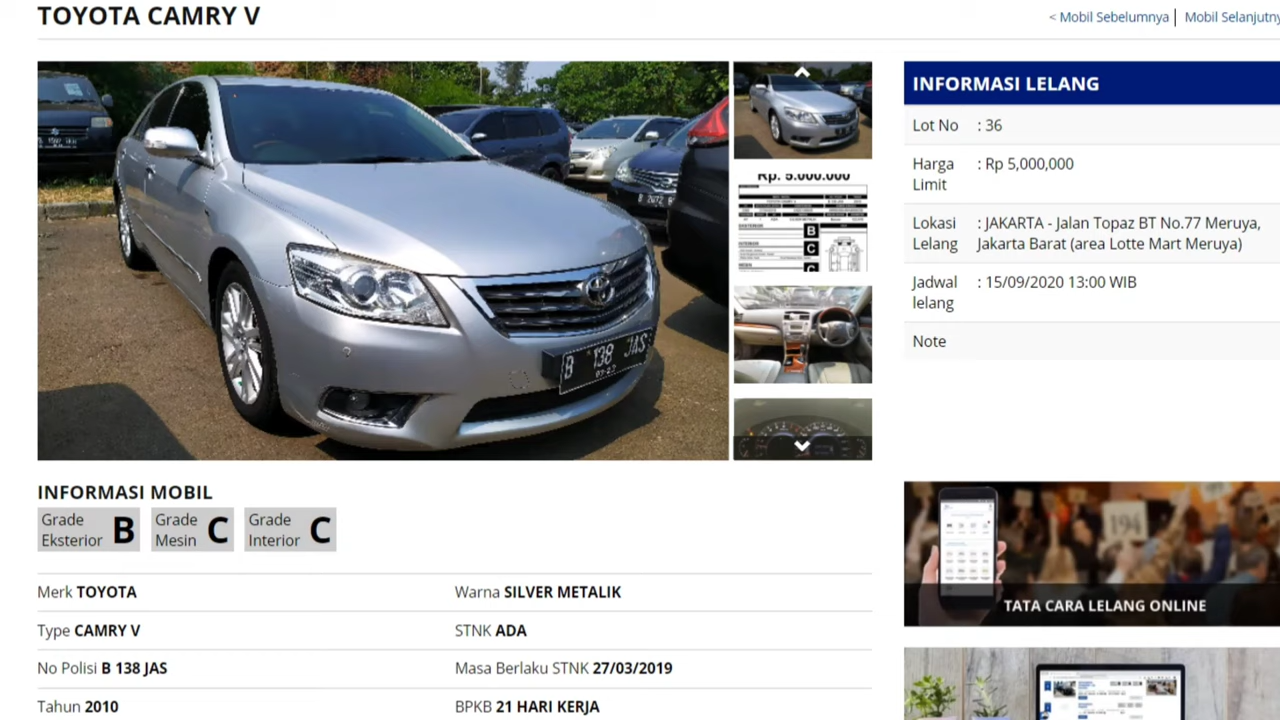 TOYOTA CAMRY V
< Mobil Sebelumnya | Mobil Selanjutny
B 138 JAS
Rp. 5.000.000
B
C
C
INFORMASI LELANG
Lot No : 36
Harga Limit : Rp 5,000,000
Lokasi Lelang : JAKARTA - Jalan Topaz BT No.77 Meruya,
Jakarta Barat (area Lotte Mart Meruya)
Jadwal lelang : 15/09/2020 13:00 WIB
Note
194
TATA CARA LELANG ONLINE
INFORMASI MOBIL
Grade Eksterior B
Grade Mesin C
Grade Interior C
Merk TOYOTA
Warna SILVER METALIK
Type CAMRY V
STNK ADA
No Polisi B 138 JAS
Masa Berlaku STNK 27/03/2019
Tahun 2010
BPKB 21 HARI KERJA